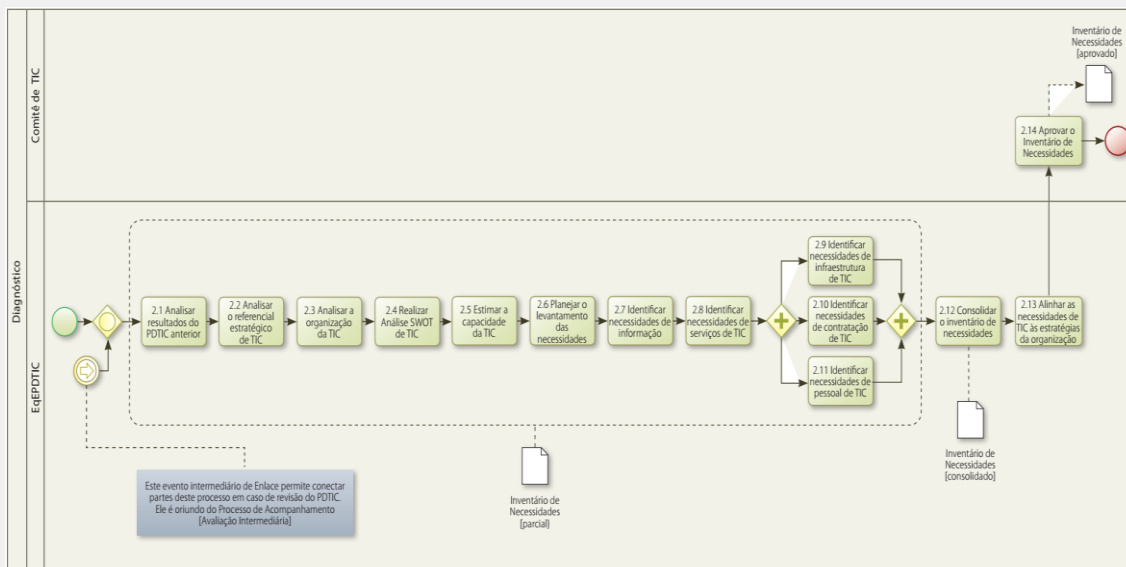 Diagnóstico
Comitê de TIC
Inventário de
Necessidades
[aprovado]
2.14 Aprovar o
Inventário de
Necessidades
EqEPDTIC
2.1 Analisar
resultados do
PDTIC anterior
2.2 Analisar
o referencial
estratégico
de TIC
2.3 Analisar a
organização
da TIC
2.4 Realizar
Análise SWOT
de TIC
2.5 Estimar a
capacidade
da TIC
2.6 Planejar o
levantamento
das
necessidades
2.7 Identificar
necessidades de
informação
2.8 Identificar
necessidades de
serviços de TIC
2.9 Identificar
necessidades de
infraestrutura
de TIC
2.10 Identificar
necessidades
de contratação
de TIC
2.11 Identificar
necessidades de
pessoal de TIC
2.12 Consolidar
o inventário de
necessidades
2.13 Alinhar as
necessidades de
TIC às estratégias
da organização
Este evento intermediário de Enlace permite conectar
partes deste processo em caso de revisão do PDTIC.
Ele é oriundo do Processo de Acompanhamento
[Avaliação Intermediária]
Inventário de
Necessidades
[parcial)
Inventário de
Necessidades
[consolidado]